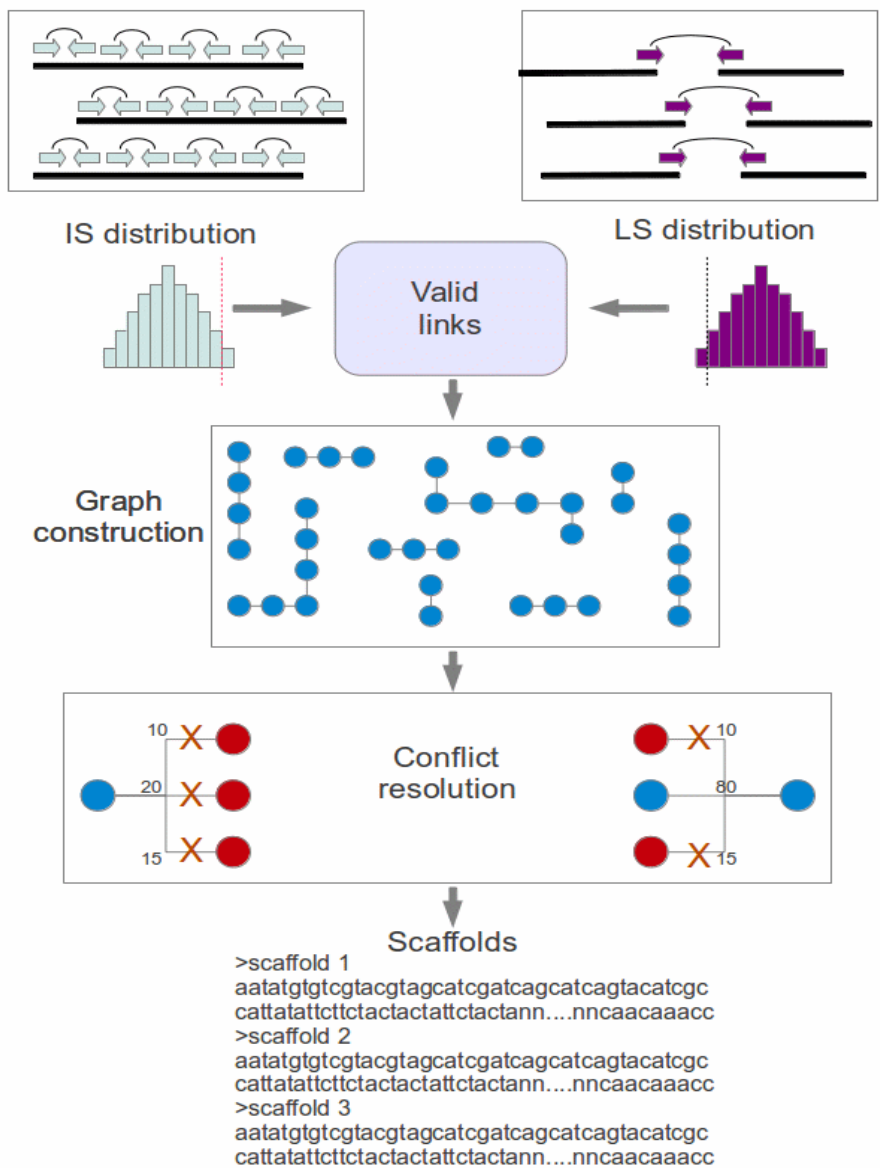 IS distribution
LS distribution
Valid
links
Graph
construction
10
X
20
X
15
X
Conflict
resolution
X
10
80
X
15
Scaffolds
>scaffold 1
aatatgtgtcgtacgtagcatcgatcagcatcagtacatcgc
cattatattcttctactactattctactann....nncaacaaacc
>scaffold 2
aatatgtgtcgtacgtagcatcgatcagcatcagtacatcgc
cattatattcttctactactattctactann....nncaacaaacc
>scaffold 3
aatatgtgtcgtacgtagcatcgatcagcatcagtacatcgc
cattatattcttctactactattctactann....nncaacaaacc